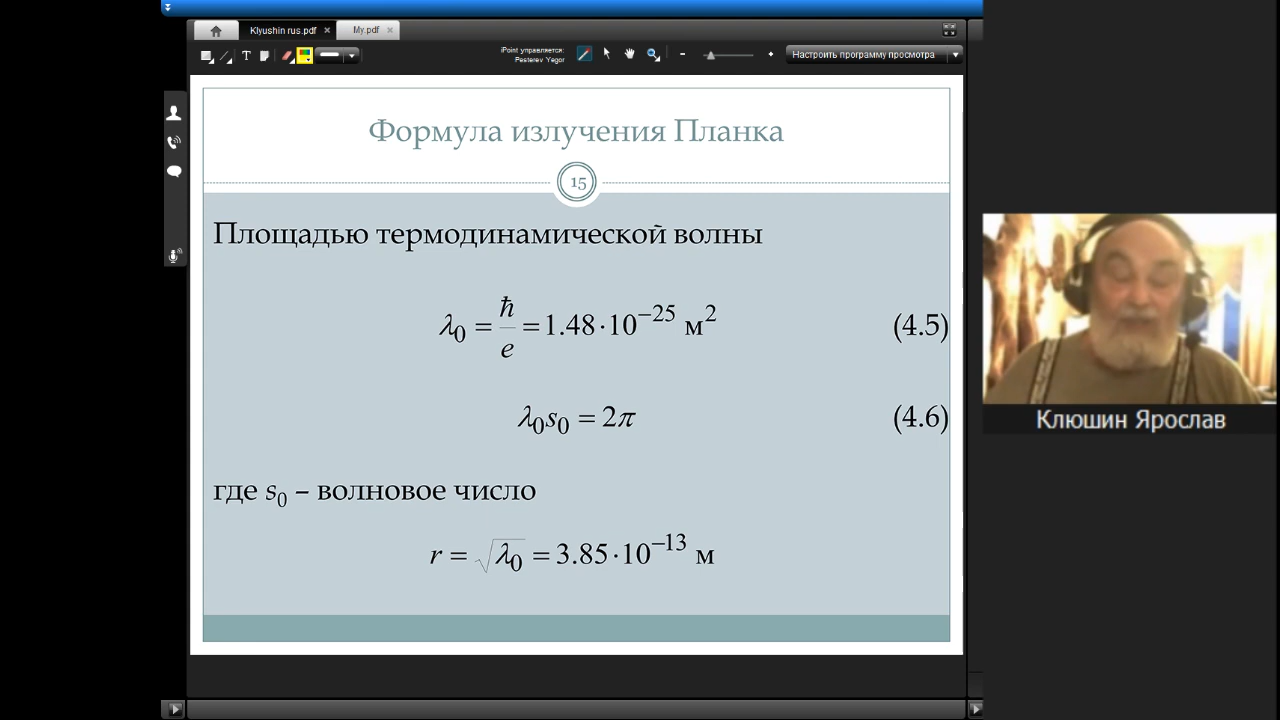 Klyushin rus.pdf
My.pdf
iPoint управляется:
Pesterev Yegor
Настроить программу просмотра
Формула излучения Планка
15
Площадью термодинамической волны
λ₀ = ħ/e = 1.48·10⁻²⁵ м² (4.5)
λ₀s₀ = 2π (4.6)
где s₀ – волновое число
r = √λ₀ = 3.85·10⁻¹³ м
Клюшин Ярослав